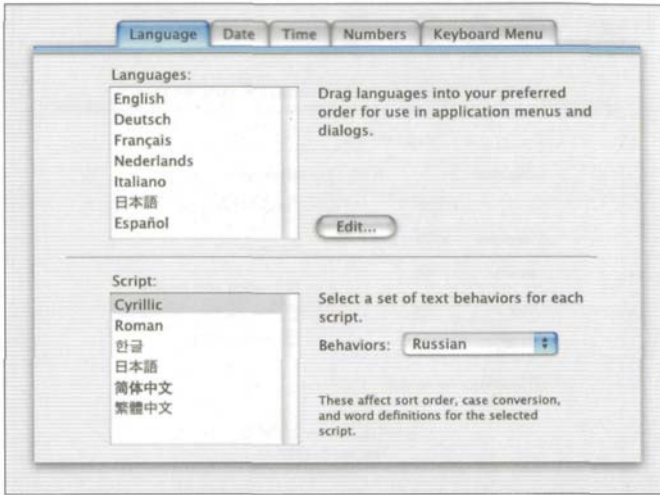 Language Date Time Numbers Keyboard Menu
Languages:
English
Deutsch
Français
Nederlands
Italiano
日本語
Español
Drag languages into your preferred
order for use in application menus and
dialogs.
Edit...
Script:
Cyrillic
Roman
한글
日本語
简体中文
繁體中文
Select a set of text behaviors for each
script.
Behaviors: Russian
These affect sort order, case conversion,
and word definitions for the selected
script.